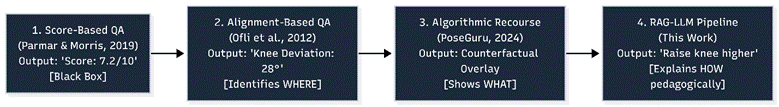 1. Score-Based QA
(Parmar & Morris, 2019)
Output: 'Score: 7.2/10'
[Black Box]
2. Alignment-Based QA
(Ofli et al., 2012)
Output: 'Knee Deviation:
28°'
[Identifies WHERE]
3. Algorithmic Recourse
(PoseGuru, 2024)
Output: Counterfactual
Overlay
[Shows WHAT]
4. RAG-LLM Pipeline
(This Work)
Output: 'Raise knee higher'
[Explains HOW
pedagogically]